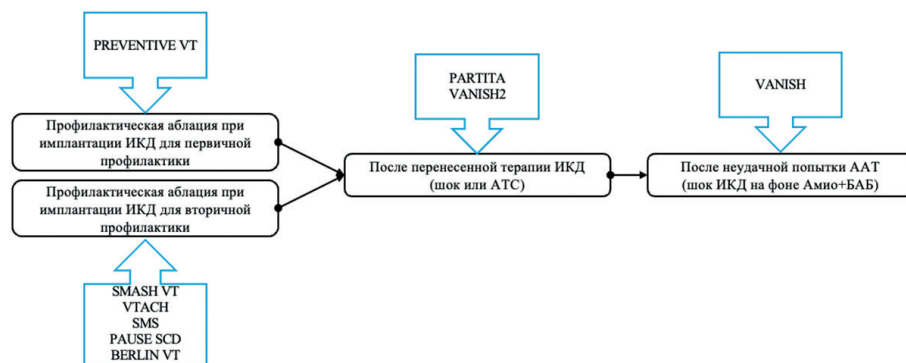 PREVENTIVE VT
PARTITA
VANISH2
VANISH
Профилактическая аблация при
имплантации ИКД для первичной
профилактики
Профилактическая аблация при
имплантации ИКД для вторичной
профилактики
После перенесенной терапии ИКД
(шок или АТС)
После неудачной попытки ААТ
(шок ИКД на фоне Амио+БАБ)
SMASH VT
VTACH
SMS
PAUSE SCD
BERLIN VT